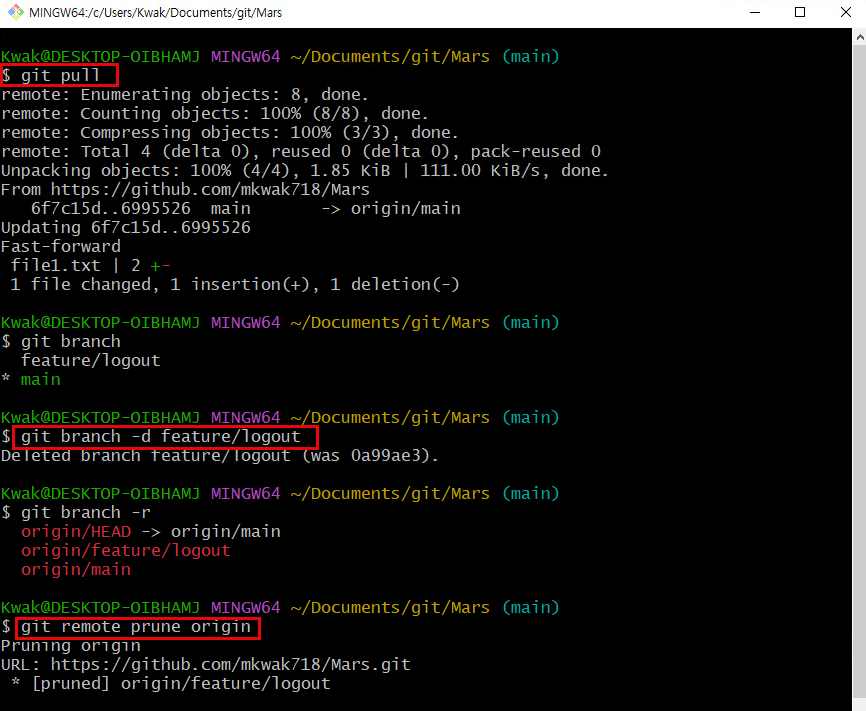 MINGW64:/c/Users/Kwak/Documents/git/Mars
Kwak@DESKTOP-OIBHAMJ MINGW64 ~/Documents/git/Mars (main)
$ git pull
remote: Enumerating objects: 8, done.
remote: Counting objects: 100% (8/8), done.
remote: Compressing objects: 100% (3/3), done.
remote: Total 4 (delta 0), reused 0 (delta 0), pack-reused 0
Unpacking objects: 100% (4/4), 1.85 KiB | 111.00 KiB/s, done.
From https://github.com/mkwak718/Mars
   6f7c15d..6995526  main       -> origin/main
Updating 6f7c15d..6995526
Fast-forward
 file1.txt | 2 +-
 1 file changed, 1 insertion(+), 1 deletion(-)
Kwak@DESKTOP-OIBHAMJ MINGW64 ~/Documents/git/Mars (main)
$ git branch
  feature/logout
* main
Kwak@DESKTOP-OIBHAMJ MINGW64 ~/Documents/git/Mars (main)
$ git branch -d feature/logout
Deleted branch feature/logout (was 0a99ae3).
Kwak@DESKTOP-OIBHAMJ MINGW64 ~/Documents/git/Mars (main)
$ git branch -r
  origin/HEAD -> origin/main
  origin/feature/logout
  origin/main
Kwak@DESKTOP-OIBHAMJ MINGW64 ~/Documents/git/Mars (main)
$ git remote prune origin
Pruning origin
URL: https://github.com/mkwak718/Mars.git
 * [pruned] origin/feature/logout